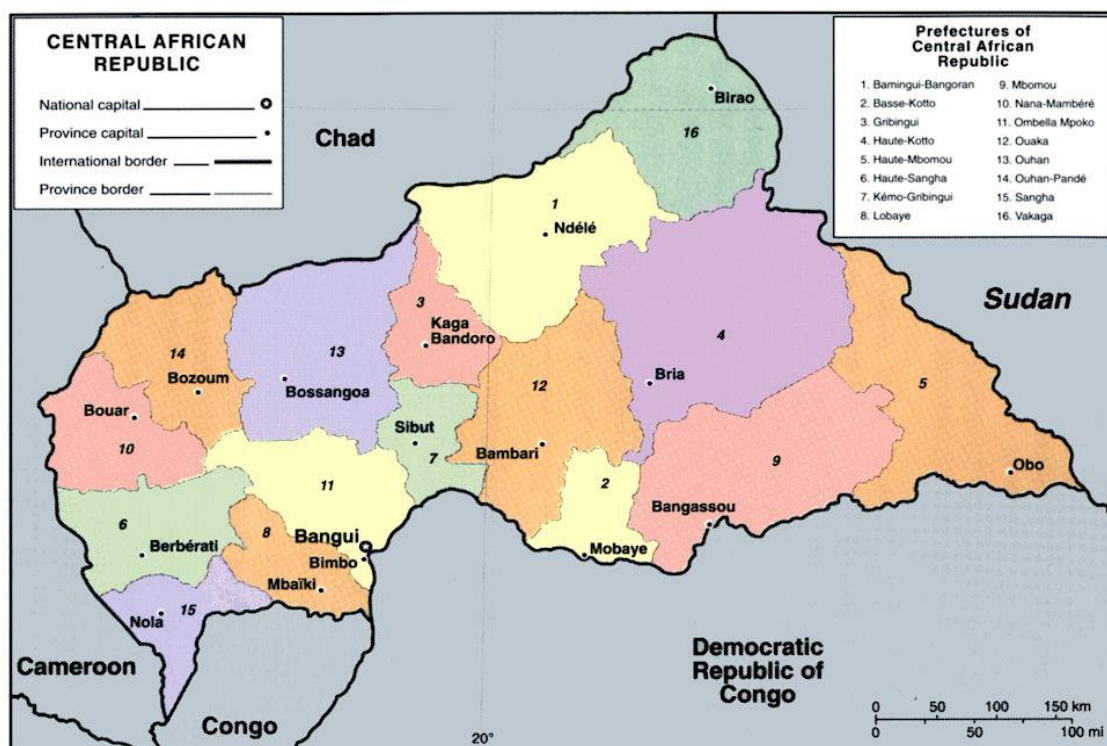 CENTRAL AFRICAN
REPUBLIC
National capital
Province capital
International border
Province border
Prefectures of
Central African
Republic
1. Bamingui-Bangoran
2. Basse-Kotto
3. Gribingui
4. Haute-Kotto
5. Haute-Mbomou
6. Haute-Sangha
7. Kémo-Gribingui
8. Lobaye
9. Mbomou
10. Nana-Mambéré
11. Ombella Mpoko
12. Ouaka
13. Ouhan
14. Ouhan-Pandé
15. Sangha
16. Vakaga
Birao
16
Chad
1
Ndélé
Sudan
3
Kaga
Bandoro
4
13
14
Bozoum
Bossangoa
12
Bria
5
Bouar
10
Sibut
7
Bambari
9
Obo
11
2
6
8
Bangui
Bangassou
Berbérati
Bimbo
Mobaye
Mbaïki
15
Nola
Cameroon
Congo
Democratic
Republic of
Congo
0 50 100 150 km
0 50 100 mi
20°